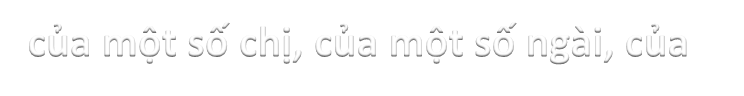 của một số chị, của một số ngài, của